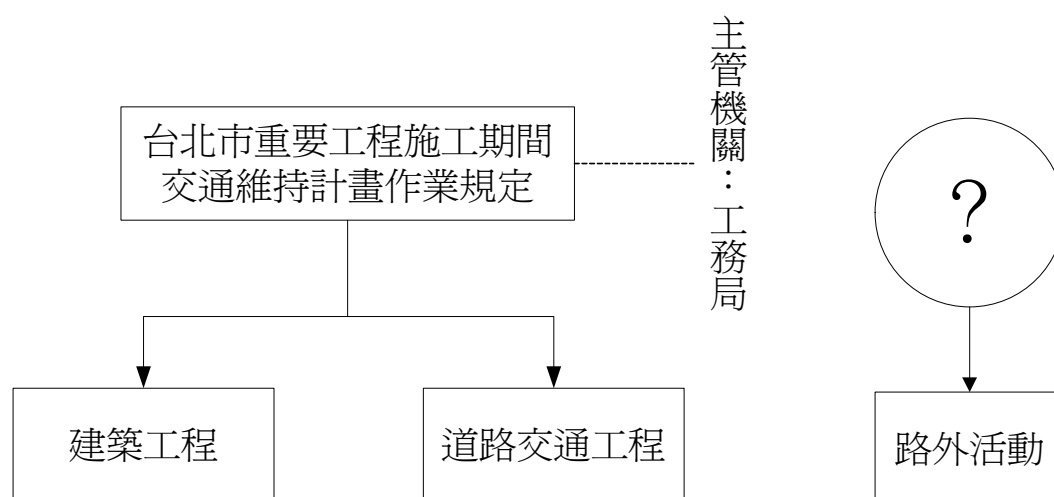 台北市重要工程施工期間
交通維持計畫作業規定
主管機關：工務局
?
建築工程
道路交通工程
路外活動